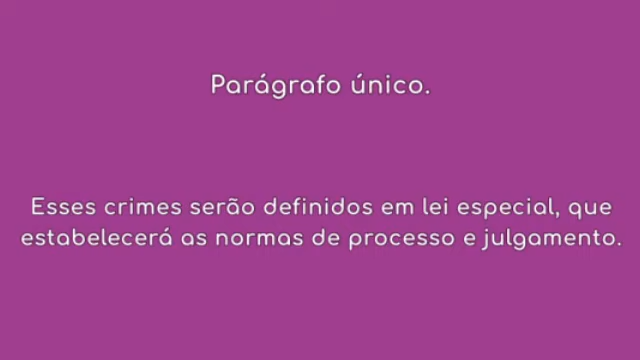 Parágrafo único.
Esses crimes serão definidos em lei especial, que
estabelecerá as normas de processo e julgamento.